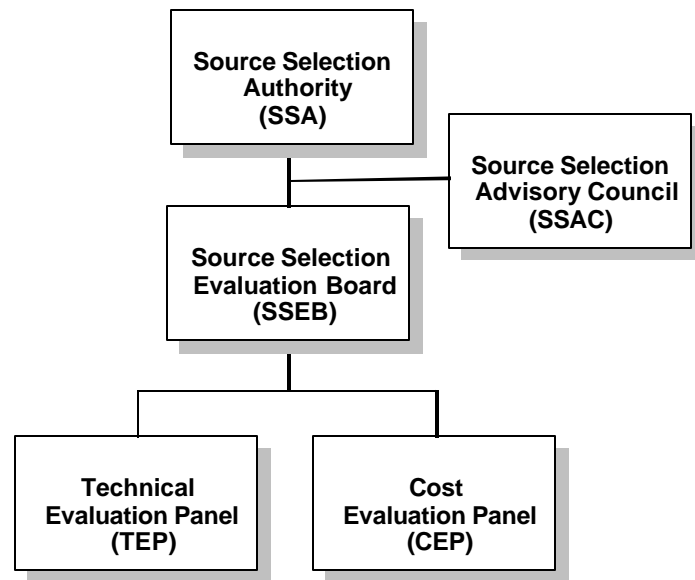 Source Selection
Authority
(SSA)
Source Selection
Advisory Council
(SSAC)
Source Selection
Evaluation Board
(SSEB)
Technical
Evaluation Panel
(TEP)
Cost
Evaluation Panel
(CEP)